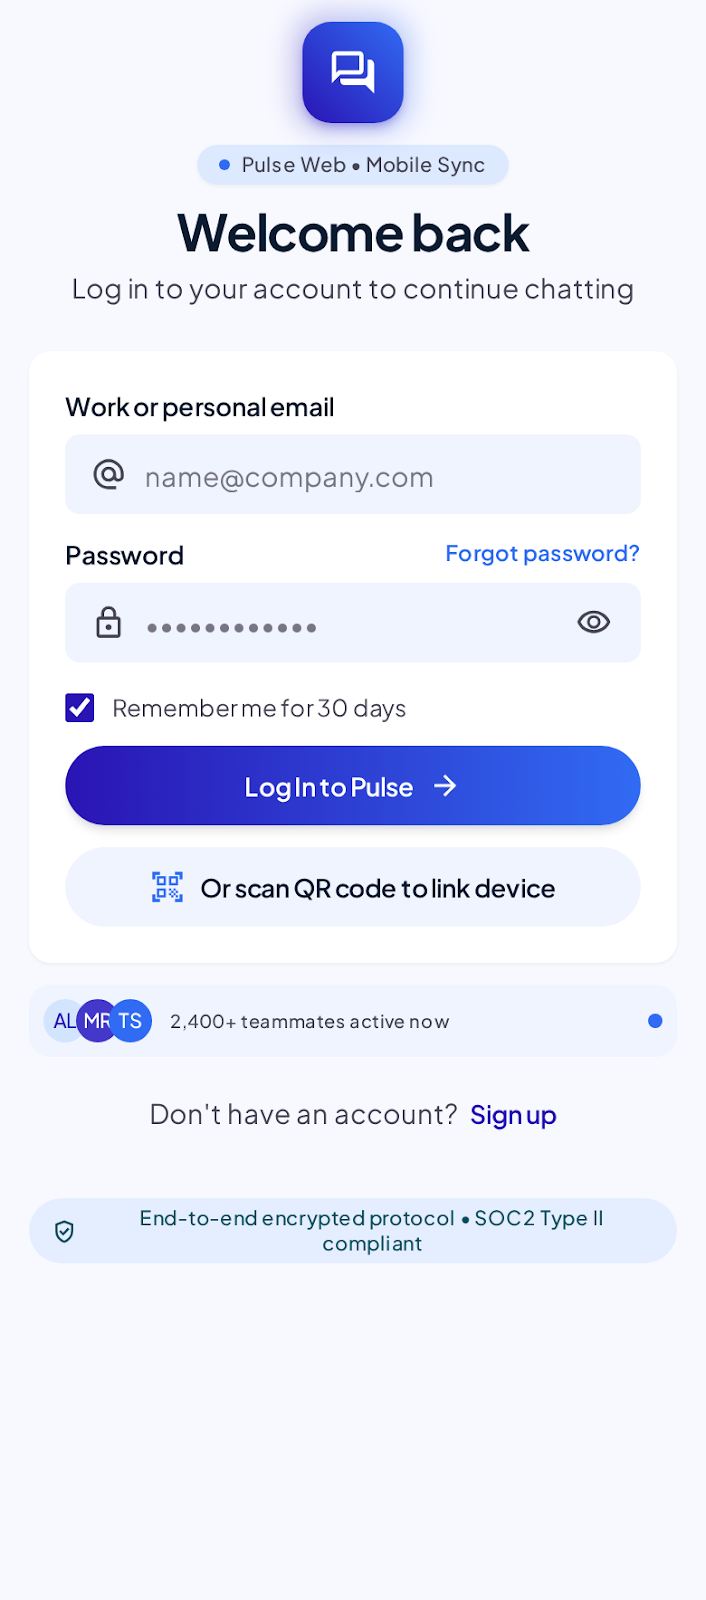 Pulse Web • Mobile Sync
Welcome back
Log in to your account to continue chatting
Work or personal email
name@company.com
Password
Forgot password?
••••••••••••
Remember me for 30 days
Log In to Pulse
Or scan QR code to link device
AL MR TS 2,400+ teammates active now
Don't have an account? Sign up
End-to-end encrypted protocol • SOC2 Type II
compliant